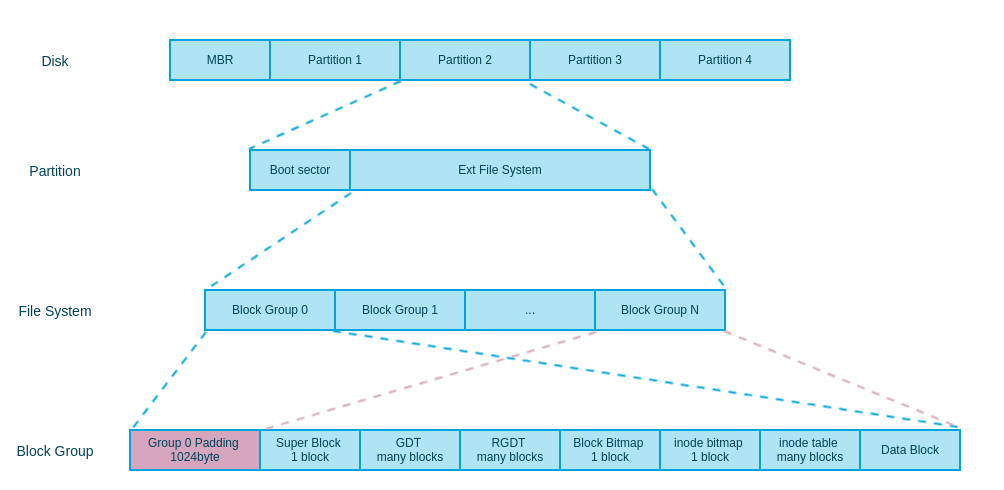 Disk
MBR
Partition 1
Partition 2
Partition 3
Partition 4
Partition
Boot sector
Ext File System
File System
Block Group 0
Block Group 1
...
Block Group N
Block Group
Group 0 Padding
1024byte
Super Block
1 block
GDT
many blocks
RGDT
many blocks
Block Bitmap
1 block
inode bitmap
1 block
inode table
many blocks
Data Block